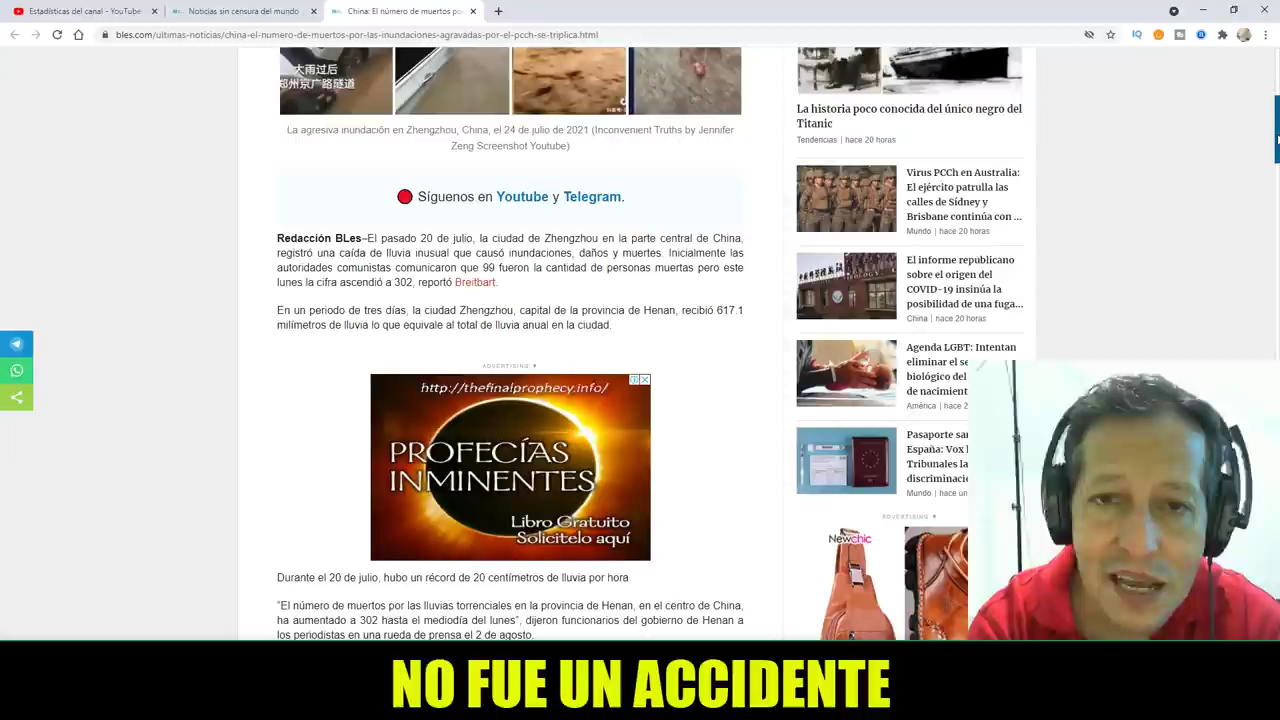 Estadísticas del canal - YouTube
Noticias sin censura del mundo
China: El número de muertos po
bles.com/ultimas-noticias/china-el-numero-de-muertos-por-las-inundaciones-agravadas-por-el-pcch-se-triplica.html
大雨过后
郑州京广路隧道
La agresiva inundación en Zhengzhou, China, el 24 de julio de 2021 (Inconvenient Truths by Jennifer
Zeng Screenshot Youtube)
Síguenos en Youtube y Telegram.
Redacción BLes–El pasado 20 de julio, la ciudad de Zhengzhou en la parte central de China,
registró una caída de lluvia inusual que causó inundaciones, daños y muertes. Inicialmente las
autoridades comunistas comunicaron que 99 fueron la cantidad de personas muertas pero este
lunes la cifra ascendió a 302, reportó Breitbart.
En un periodo de tres días, la ciudad Zhengzhou, capital de la provincia de Henan, recibió 617.1
milímetros de lluvia lo que equivale al total de lluvia anual en la ciudad.
ADVERTISING ▼
http://thefinalprophecy.info/
PROFECÍAS
INMINENTES
Libro Gratuito
Solicitelo aquí
Durante el 20 de julio, hubo un récord de 20 centímetros de lluvia por hora.
“El número de muertos por las lluvias torrenciales en la provincia de Henan, en el centro de China,
ha aumentado a 302 hasta el mediodía del lunes”, dijeron funcionarios del gobierno de Henan a
los periodistas en una rueda de prensa el 2 de agosto.
La historia poco conocida del único negro del
Titanic
Tendencias | hace 20 horas
Virus PCCh en Australia:
El ejército patrulla las
calles de Sídney y
Brisbane continúa con ...
Mundo | hace 20 horas
El informe republicano
sobre el origen del
COVID-19 insinúa la
posibilidad de una fuga...
China | hace 20 horas
Agenda LGBT: Intentan
eliminar el se
biológico del
de nacimient
América | hace 2
Pasaporte sa
España: Vox l
Tribunales la
discriminaci
Mundo | hace un
ADVERTISING ▼
Newchic
NO FUE UN ACCIDENTE